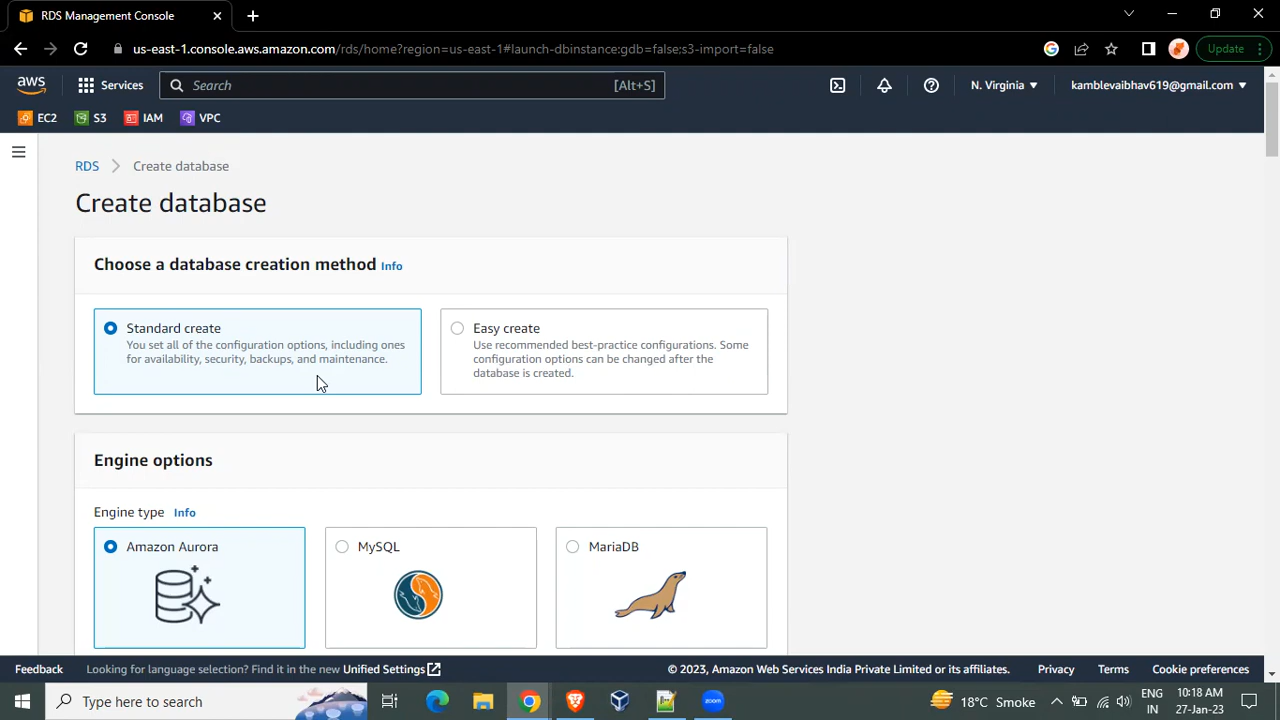 RDS Management Console
us-east-1.console.aws.amazon.com/rds/home?region=us-east-1#launch-dbinstance:gdb=false;s3-import=false
Update
aws
Services
Search
[Alt+S]
N. Virginia
kamblevaibhav619@gmail.com
EC2
S3
IAM
VPC
RDS
Create database
Create database
Choose a database creation method Info
Standard create
You set all of the configuration options, including ones
for availability, security, backups, and maintenance.
Easy create
Use recommended best-practice configurations. Some
configuration options can be changed after the
database is created.
Engine options
Engine type Info
Amazon Aurora
MySQL
MariaDB
Feedback
Looking for language selection? Find it in the new Unified Settings
© 2023, Amazon Web Services India Private Limited or its affiliates.
Privacy
Terms
Cookie preferences
Type here to search
zoom
18°C Smoke
ENG
IN
10:18 AM
27-Jan-23